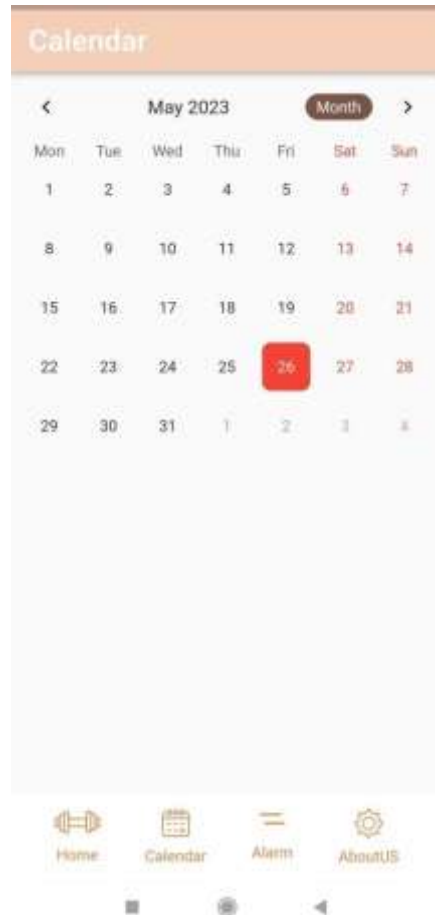 Calendar
May 2023 Month
Mon Tue Wed Thu Fri Sat Sun
1 2 3 4 5 6 7
8 9 10 11 12 13 14
15 16 17 18 19 20 21
22 23 24 25 26 27 28
29 30 31 1 2 3 4
Home Calendar Alarm AboutUS